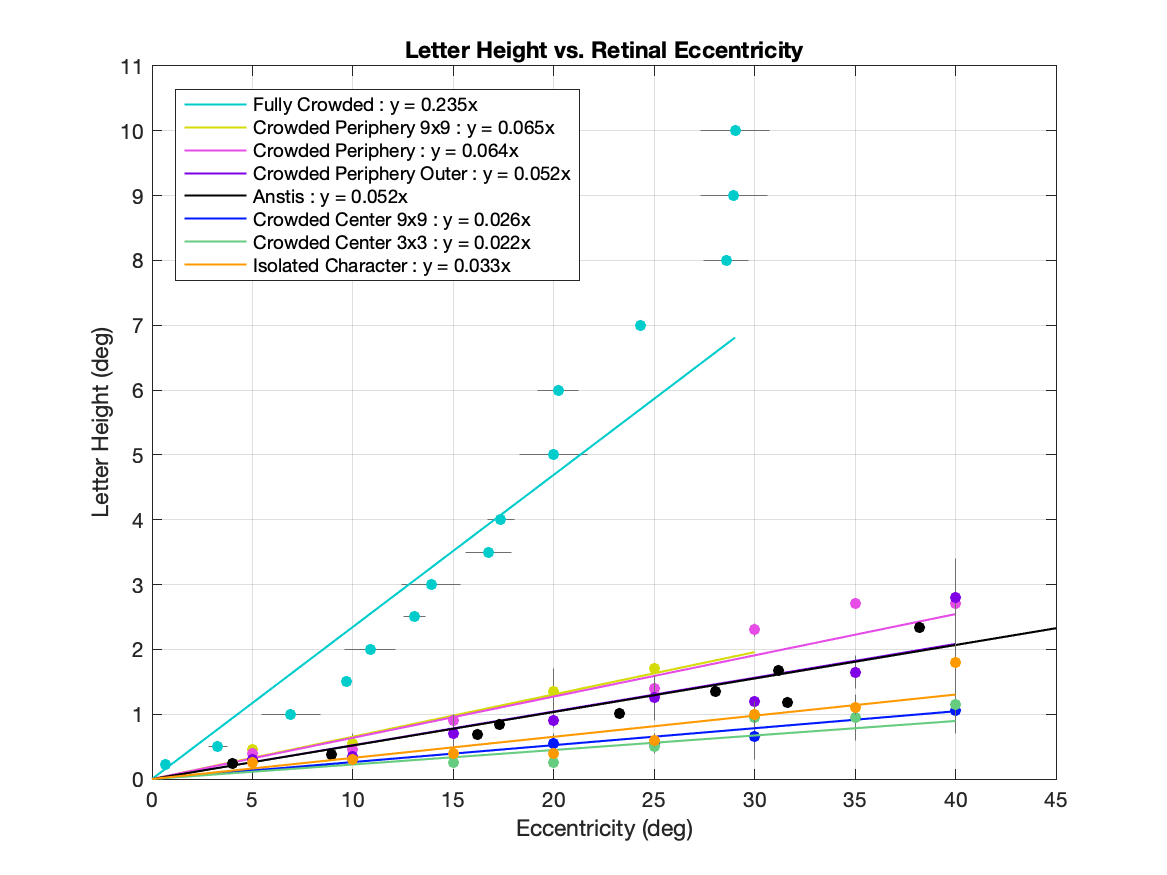 Letter Height vs. Retinal Eccentricity
11
10
9
8
7
6
5
4
3
2
1
0
Letter Height (deg)
Fully Crowded : y = 0.235x
Crowded Periphery 9x9 : y = 0.065x
Crowded Periphery : y = 0.064x
Crowded Periphery Outer : y = 0.052x
Anstis : y = 0.052x
Crowded Center 9x9 : y = 0.026x
Crowded Center 3x3 : y = 0.022x
Isolated Character : y = 0.033x
0 5 10 15 20 25 30 35 40 45
Eccentricity (deg)